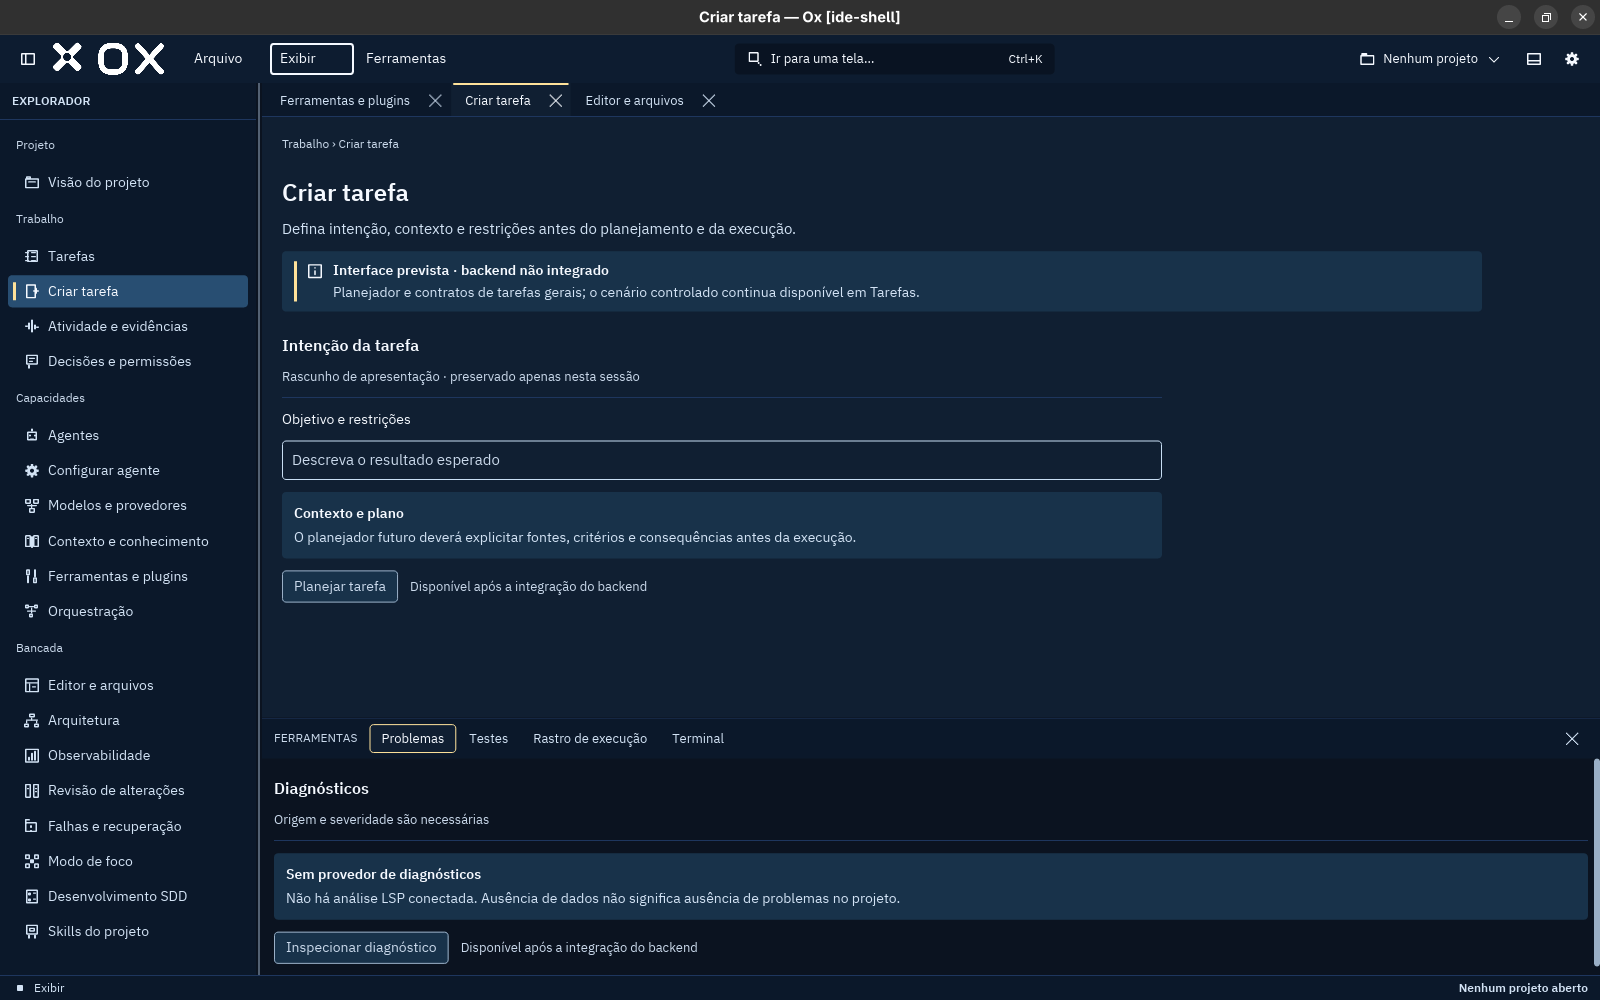 Criar tarefa — Ox [ide-shell]
OX
Arquivo
Exibir
Ferramentas
Ir para uma tela...
Ctrl+K
Nenhum projeto
EXPLORADOR
Projeto
Visão do projeto
Trabalho
Tarefas
Criar tarefa
Atividade e evidências
Decisões e permissões
Capacidades
Agentes
Configurar agente
Modelos e provedores
Contexto e conhecimento
Ferramentas e plugins
Orquestração
Bancada
Editor e arquivos
Arquitetura
Observabilidade
Revisão de alterações
Falhas e recuperação
Modo de foco
Desenvolvimento SDD
Skills do projeto
Ferramentas e plugins
Criar tarefa
Editor e arquivos
Trabalho › Criar tarefa
Criar tarefa
Defina intenção, contexto e restrições antes do planejamento e da execução.
Interface prevista · backend não integrado
Planejador e contratos de tarefas gerais; o cenário controlado continua disponível em Tarefas.
Intenção da tarefa
Rascunho de apresentação · preservado apenas nesta sessão
Objetivo e restrições
Descreva o resultado esperado
Contexto e plano
O planejador futuro deverá explicitar fontes, critérios e consequências antes da execução.
Planejar tarefa
Disponível após a integração do backend
FERRAMENTAS
Problemas
Testes
Rastro de execução
Terminal
Diagnósticos
Origem e severidade são necessárias
Sem provedor de diagnósticos
Não há análise LSP conectada. Ausência de dados não significa ausência de problemas no projeto.
Inspecionar diagnóstico
Disponível após a integração do backend
Exibir
Nenhum projeto aberto